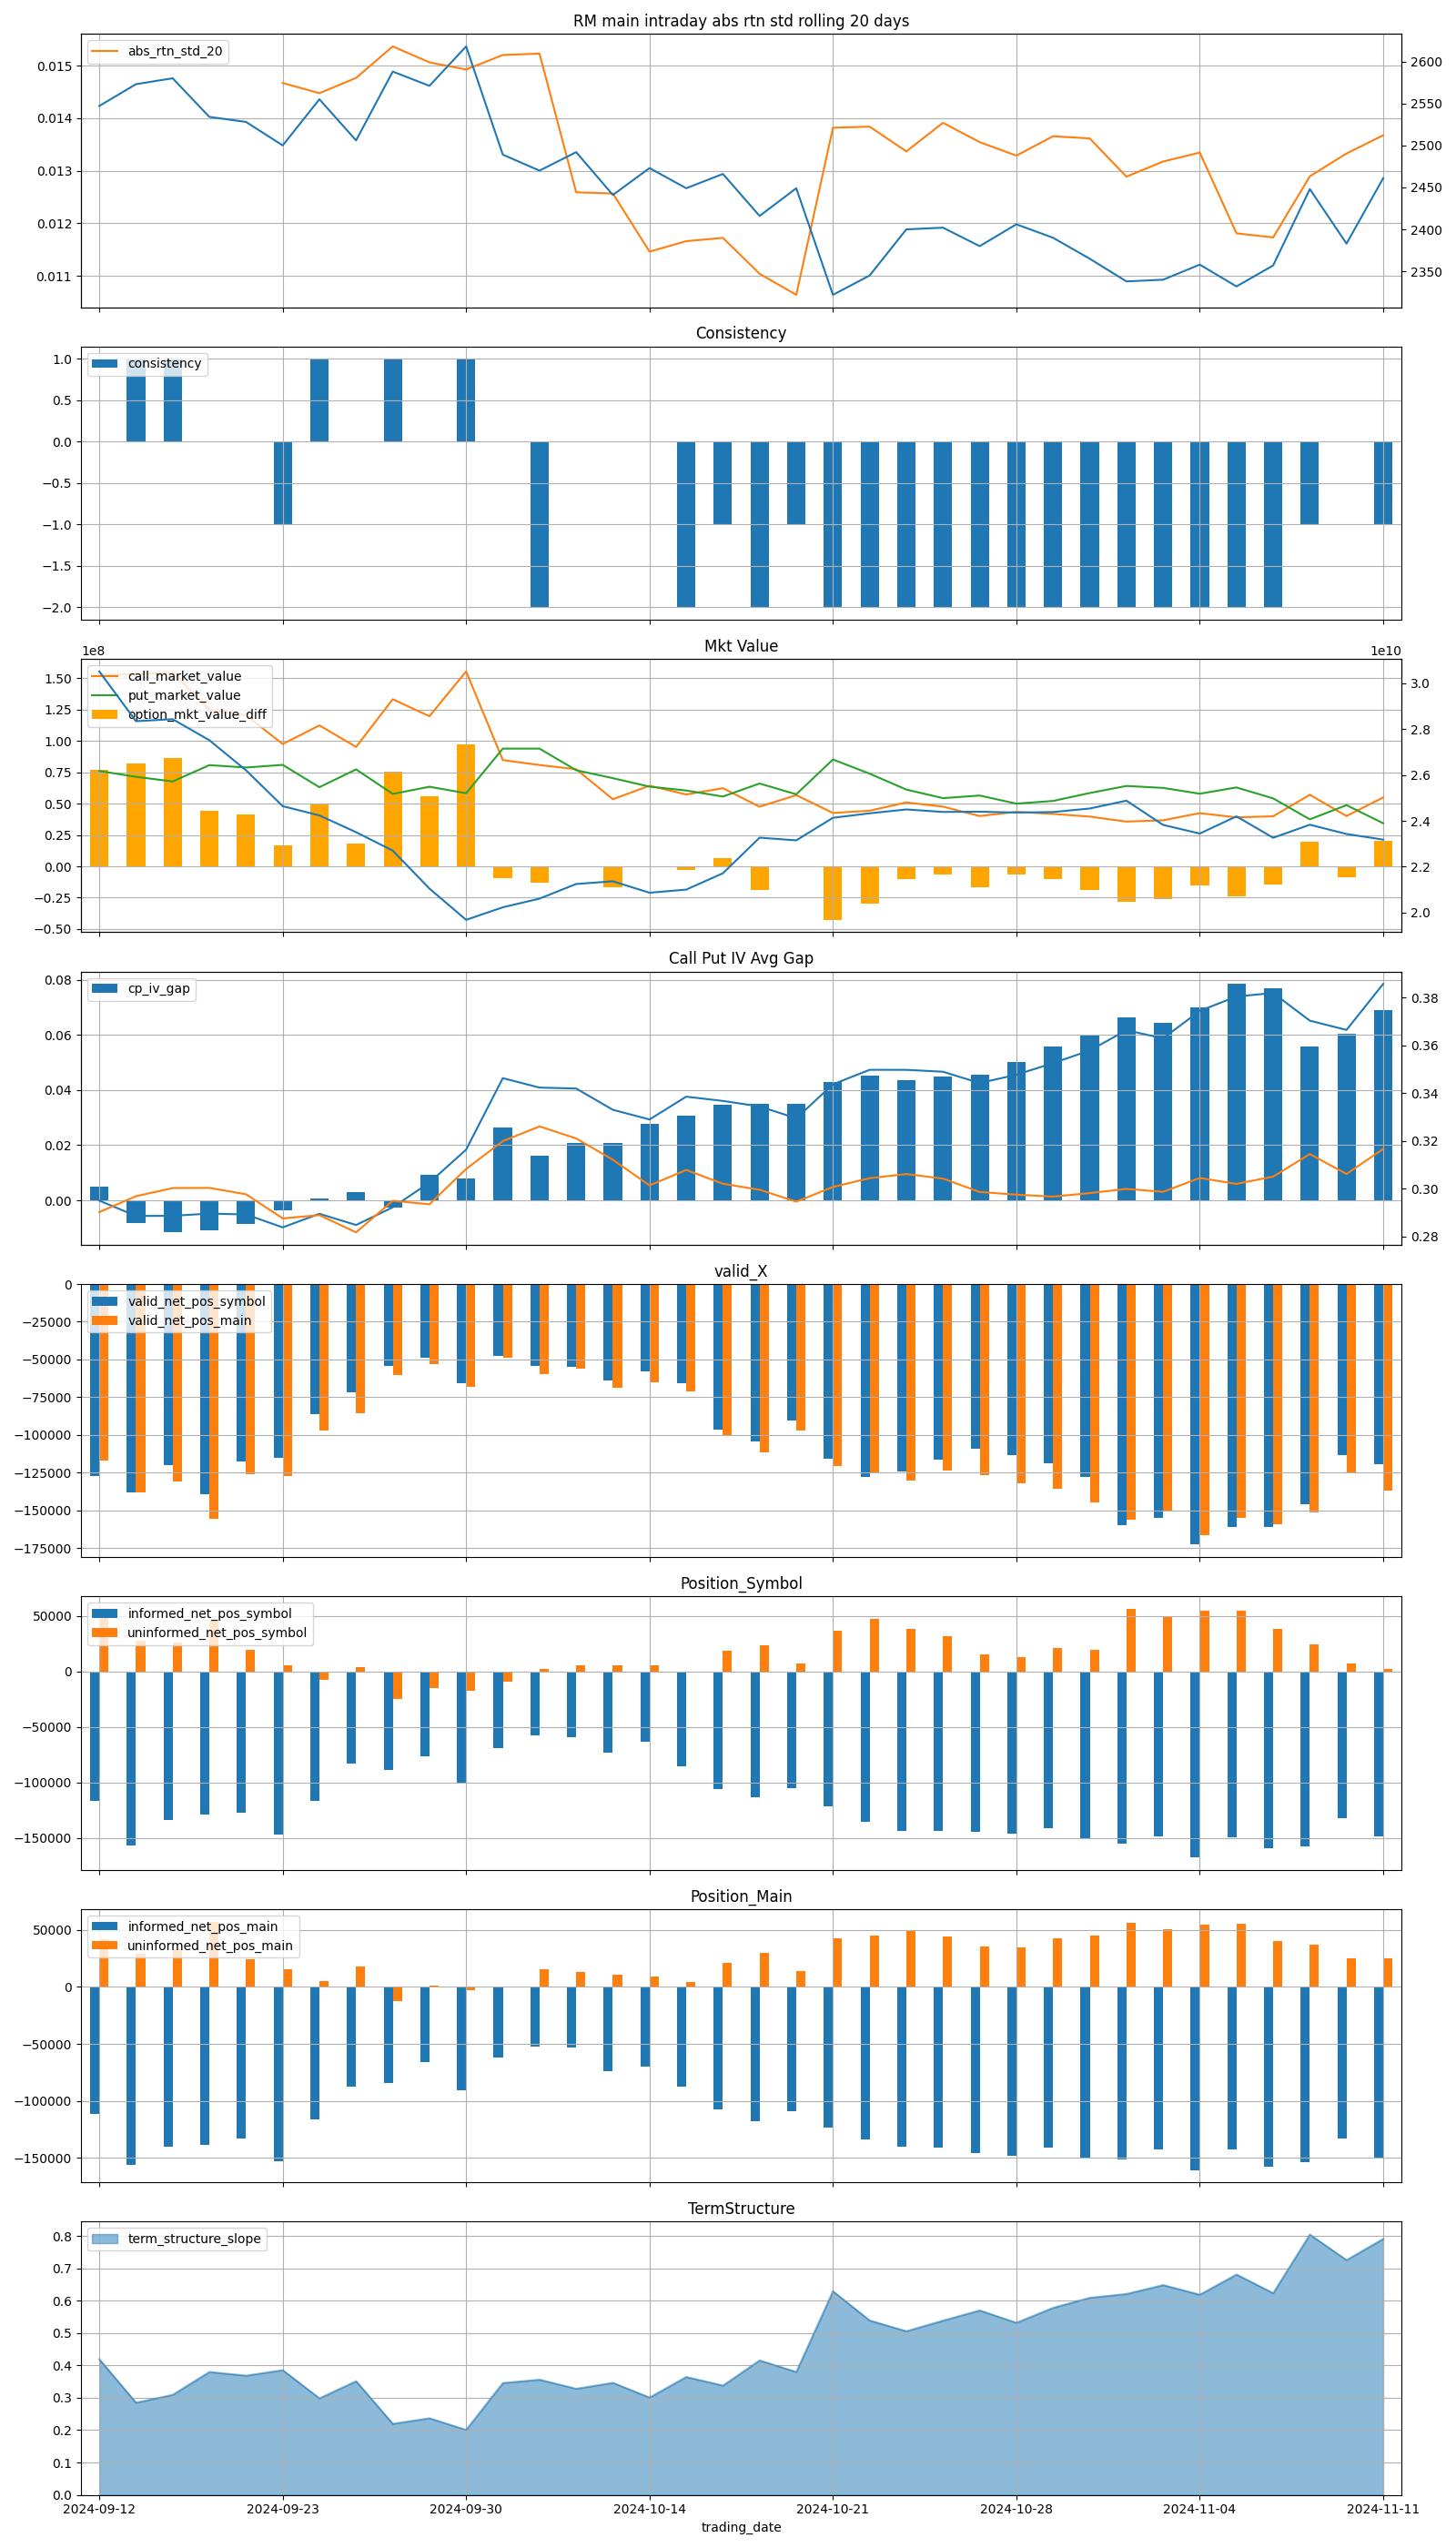 RM main intraday abs rtn std rolling 20 days
abs_rtn_std_20
0.015
0.014
0.013
0.012
0.011
2600
2550
2500
2450
2400
2350
Consistency
consistency
1.0
0.5
0.0
−0.5
−1.0
−1.5
−2.0
Mkt Value
1e8
1e10
call_market_value
put_market_value
option_mkt_value_diff
1.50
1.25
1.00
0.75
0.50
0.25
0.00
−0.25
−0.50
3.0
2.8
2.6
2.4
2.2
2.0
Call Put IV Avg Gap
cp_iv_gap
0.08
0.06
0.04
0.02
0.00
0.38
0.36
0.34
0.32
0.30
0.28
valid_X
valid_net_pos_symbol
valid_net_pos_main
0
−25000
−50000
−75000
−100000
−125000
−150000
−175000
Position_Symbol
informed_net_pos_symbol
uninformed_net_pos_symbol
50000
0
−50000
−100000
−150000
Position_Main
informed_net_pos_main
uninformed_net_pos_main
50000
0
−50000
−100000
−150000
TermStructure
term_structure_slope
0.8
0.7
0.6
0.5
0.4
0.3
0.2
0.1
0.0
2024-09-12 2024-09-23 2024-09-30 2024-10-14 2024-10-21 2024-10-28 2024-11-04 2024-11-11
trading_date